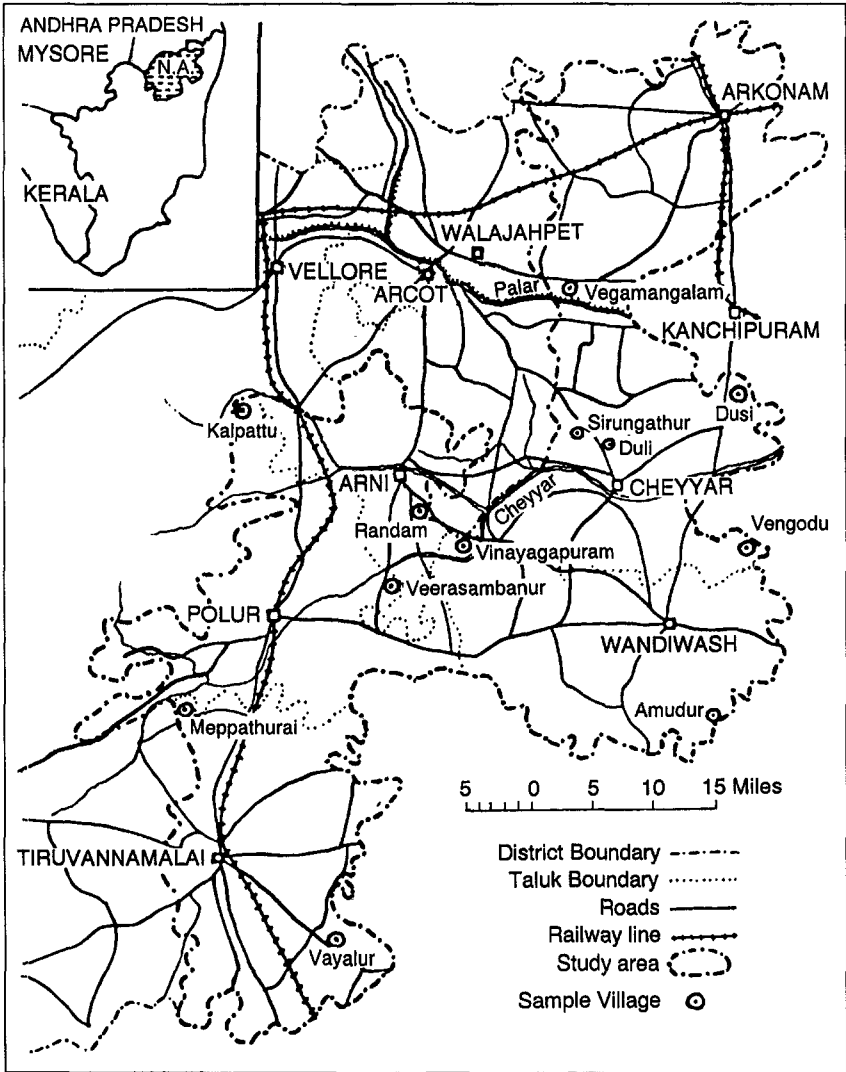 ANDHRA PRADESH
MYSORE
N.A.
KERALA
ARKONAM
WALAJAHPET
VELLORE
ARCOT
Palar
Vegamangalam
KANCHIPURAM
Kalpattu
Dusi
Sirungathur
Duli
ARNI
Cheyyar
CHEYYAR
Randam
Vinayagapuram
Vengodu
Veerasambanur
POLUR
WANDIWASH
Meppathurai
Amudur
5 0 5 10 15 Miles
TIRUVANNAMALAI
Vayalur
District Boundary
Taluk Boundary
Roads
Railway line
Study area
Sample Village